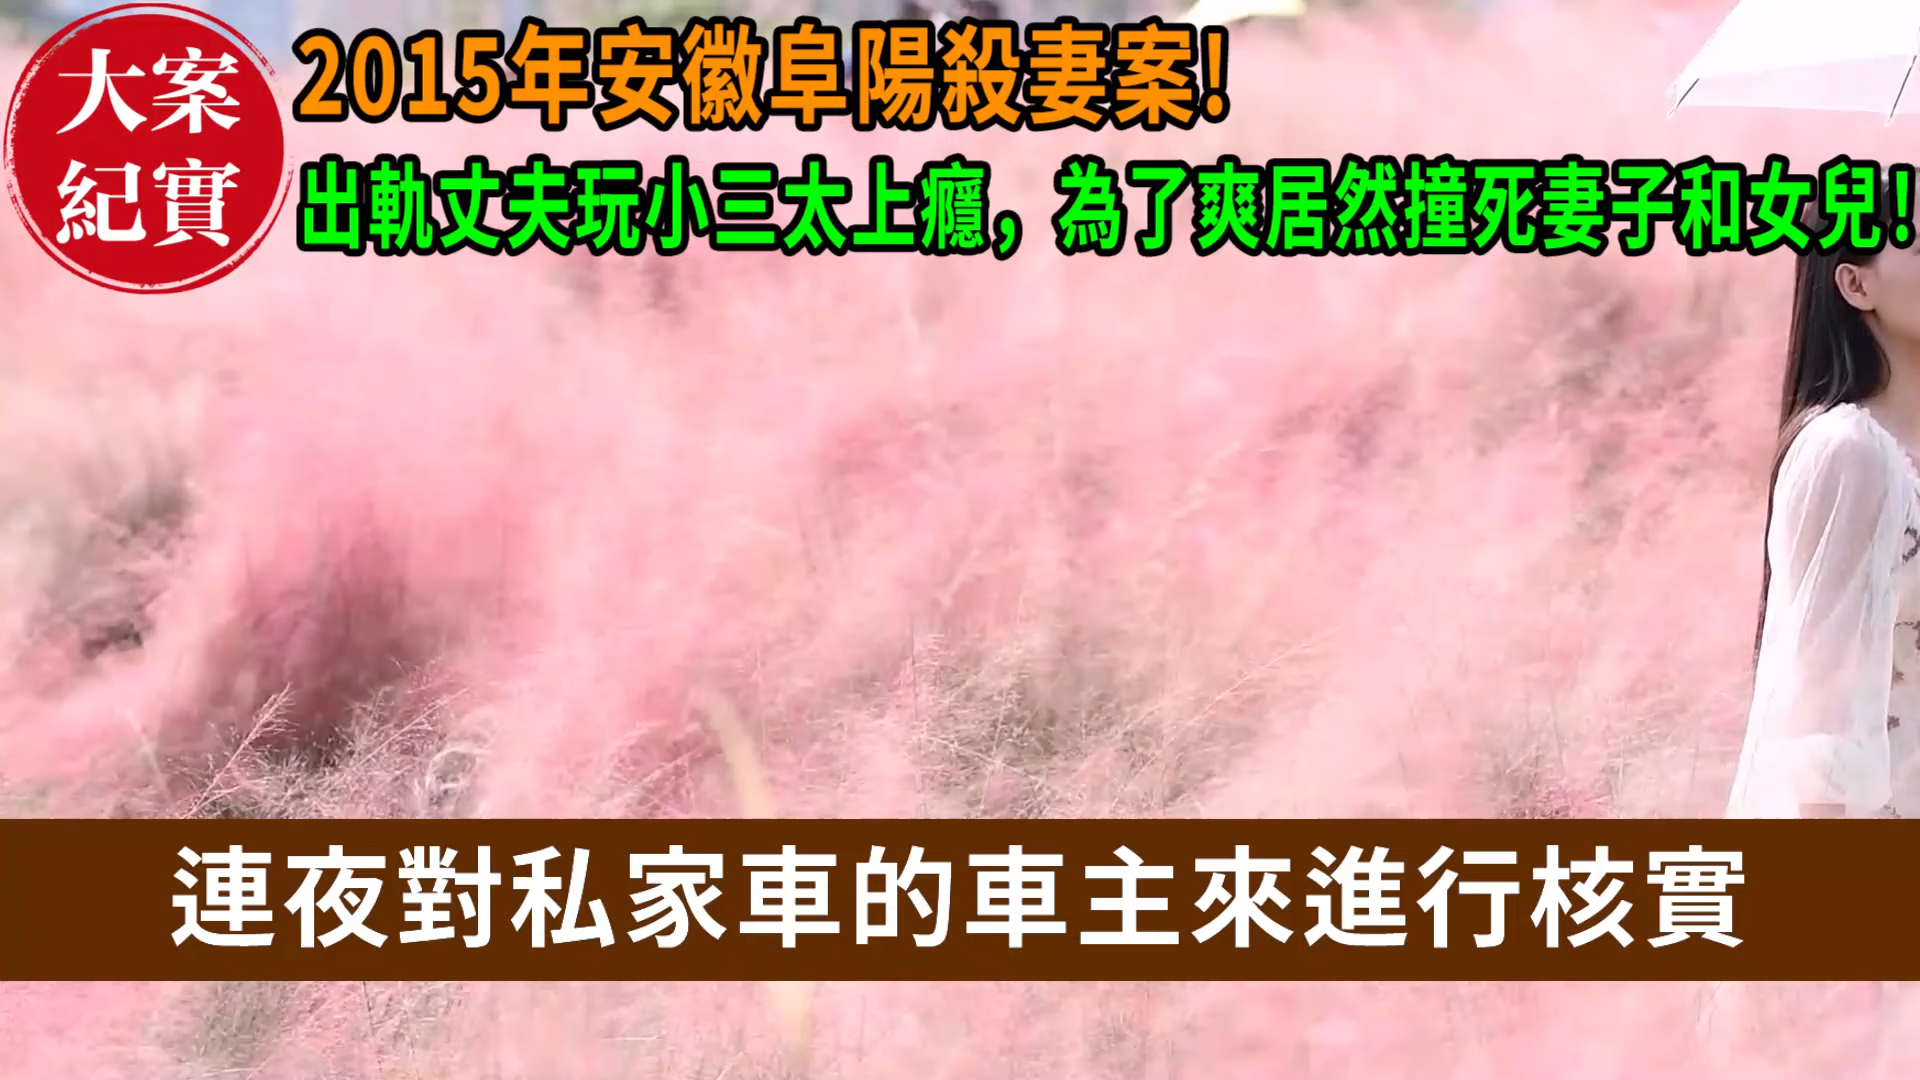 大案
紀實
2015年安徽阜陽殺妻案!
出軌丈夫玩小三太上癮，為了爽居然撞死妻子和女兒!
連夜對私家車的車主來進行核實